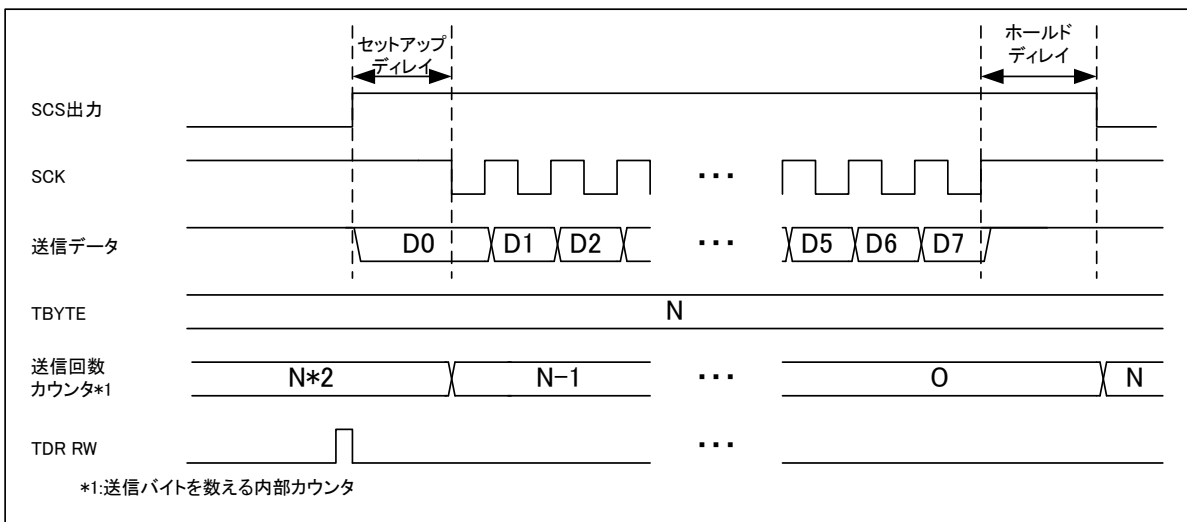 セットアップ
ディレイ
ホールド
ディレイ
SCS出力
SCK
送信データ
D0 D1 D2 ... D5 D6 D7
TBYTE
N
送信回数
カウンタ*1
N*2 N-1 ... 0 N
TDR RW
...
*1:送信バイトを数える内部カウンタ